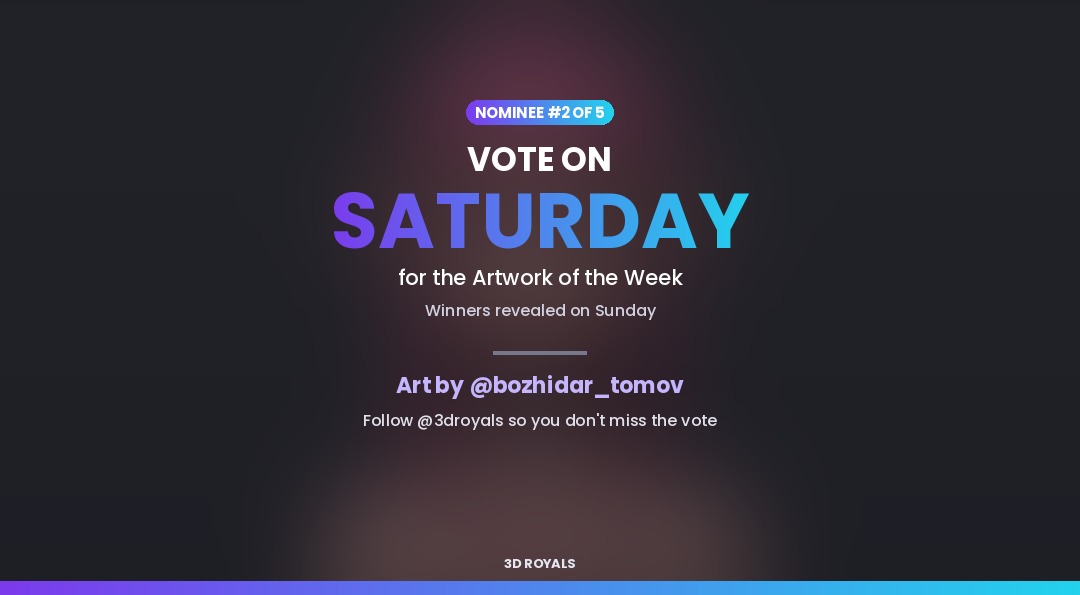 NOMINEE #2 OF 5
VOTE ON
SATURDAY
for the Artwork of the Week
Winners revealed on Sunday
Art by @bozhidar_tomov
Follow @3droyals so you don't miss the vote
3D ROYALS